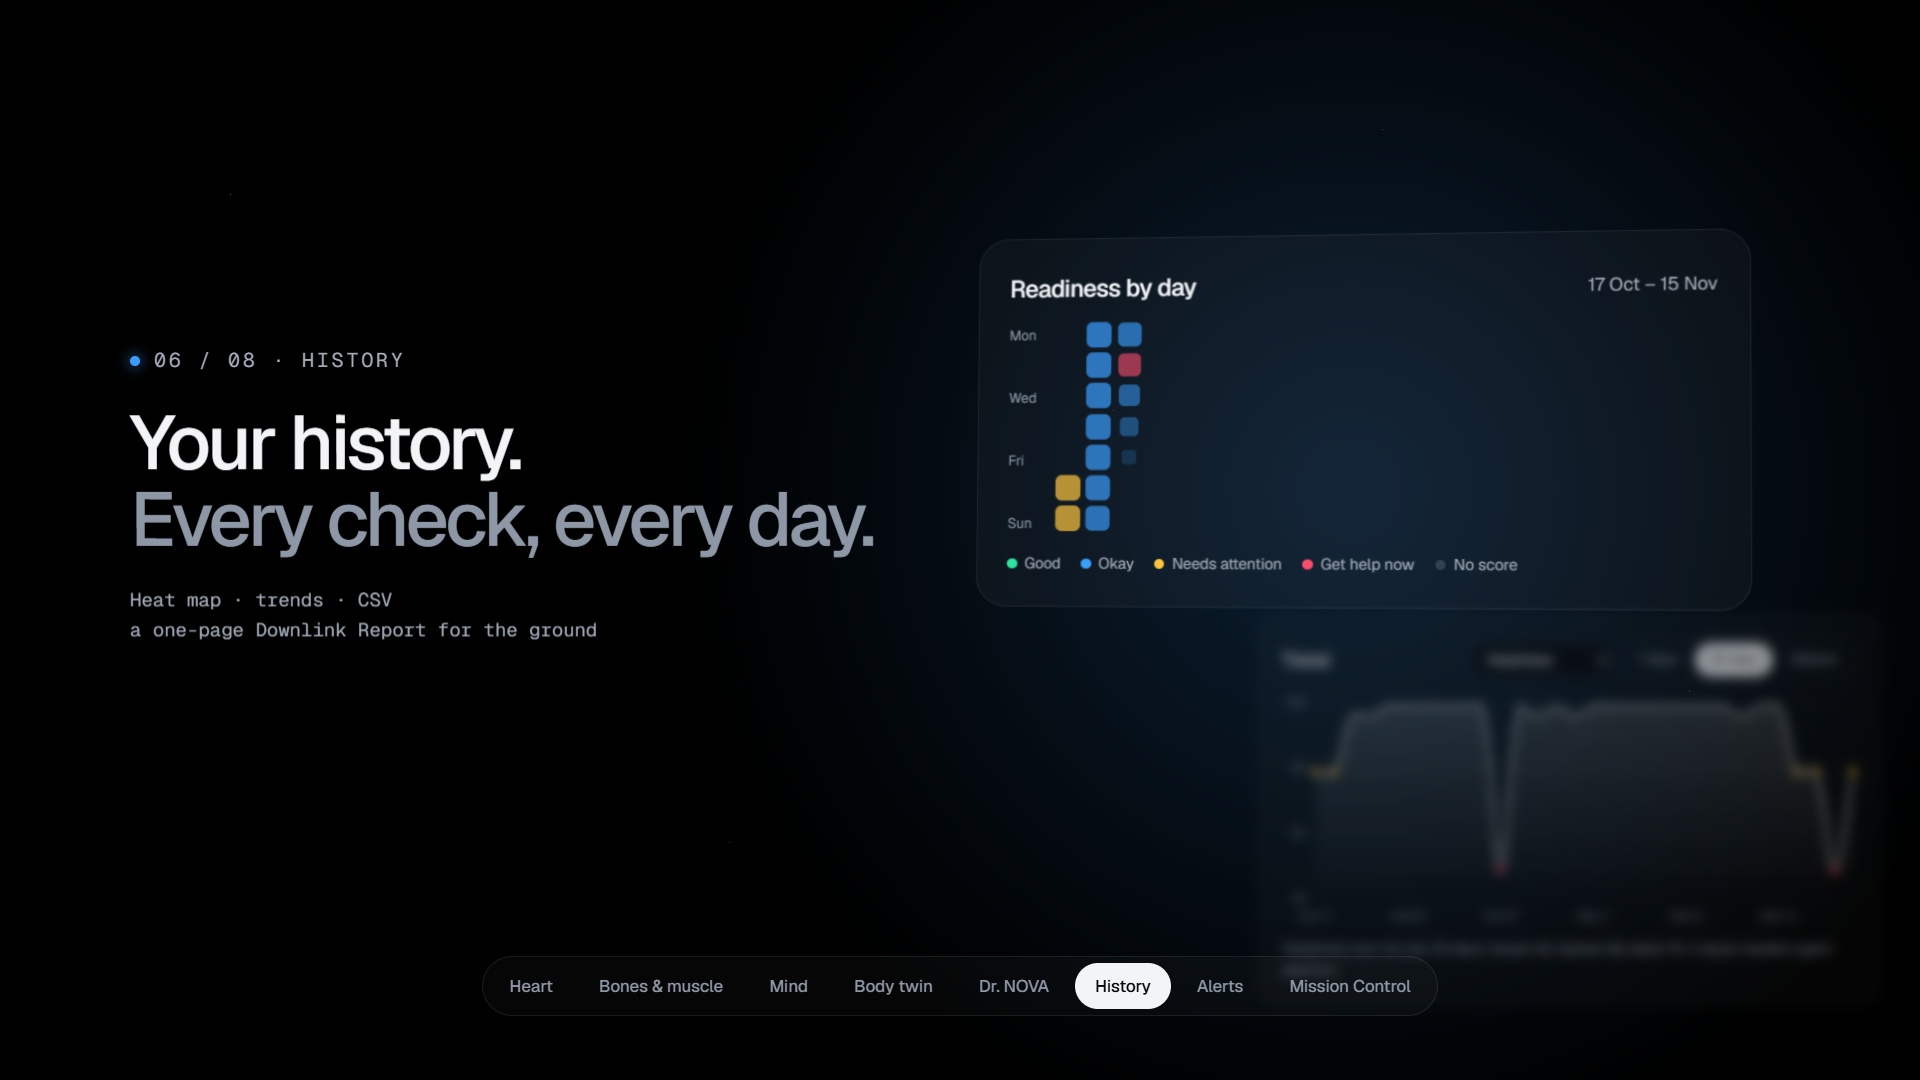 06 / 08 · HISTORY
Your history.
Every check, every day.
Heat map · trends · CSV
a one-page Downlink Report for the ground
Readiness by day
17 Oct – 15 Nov
Mon
Wed
Fri
Sun
Good
Okay
Needs attention
Get help now
No score
Heart
Bones & muscle
Mind
Body twin
Dr. NOVA
History
Alerts
Mission Control